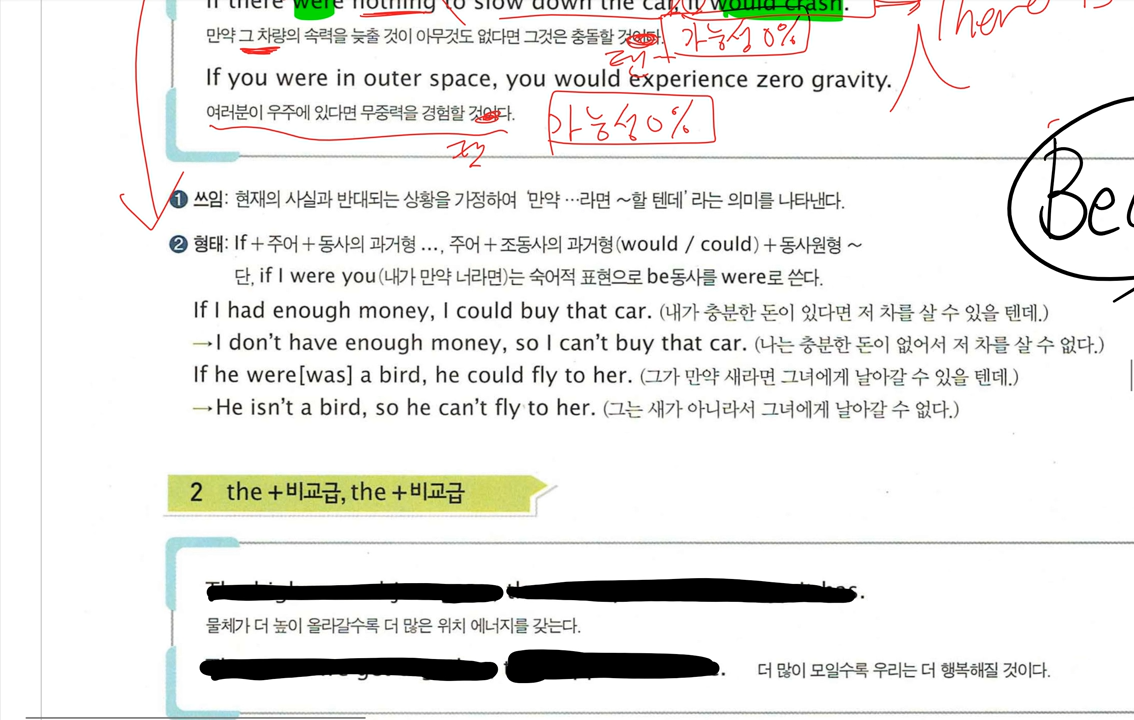 If there were nothing to slow down the car, it would crash.
There is
만약 그 차량의 속력을 늦출 것이 아무것도 없다면 그것은 충돌할 것이다.
텐 +
가능성 0%
If you were in outer space, you would experience zero gravity.
여러분이 우주에 있다면 무중력을 경험할 것이다.
가능성 0%
Bec
1 쓰임: 현재의 사실과 반대되는 상황을 가정하여 ‘만약 …라면 ～할 텐데’라는 의미를 나타낸다.
2 형태: If+주어+동사의 과거형 …, 주어+조동사의 과거형(would / could)+동사원형 ～
단, if I were you(내가 만약 너라면)는 숙어적 표현으로 be동사를 were로 쓴다.
If I had enough money, I could buy that car. (내가 충분한 돈이 있다면 저 차를 살 수 있을 텐데.)
→I don’t have enough money, so I can’t buy that car. (나는 충분한 돈이 없어서 저 차를 살 수 없다.)
If he were[was] a bird, he could fly to her. (그가 만약 새라면 그녀에게 날아갈 수 있을 텐데.)
→He isn’t a bird, so he can’t fly to her. (그는 새가 아니라서 그녀에게 날아갈 수 없다.)
2 the+비교급, the+비교급
물체가 더 높이 올라갈수록 더 많은 위치 에너지를 갖는다.
더 많이 모일수록 우리는 더 행복해질 것이다.